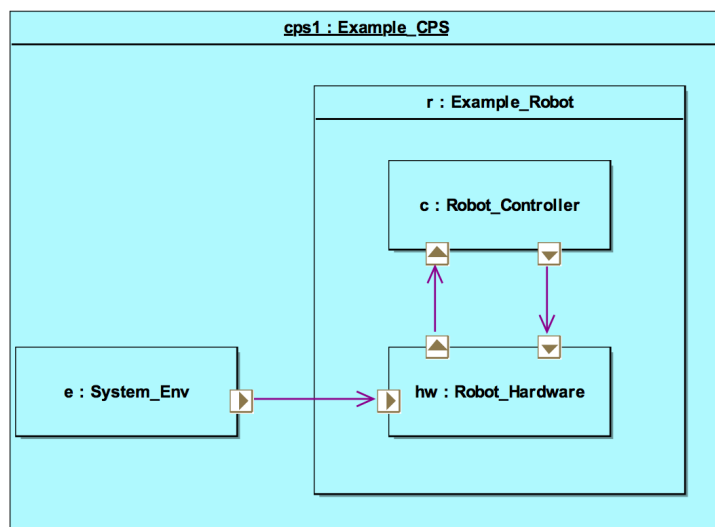 cps1 : Example_CPS
r : Example_Robot
c : Robot_Controller
e : System_Env
hw : Robot_Hardware